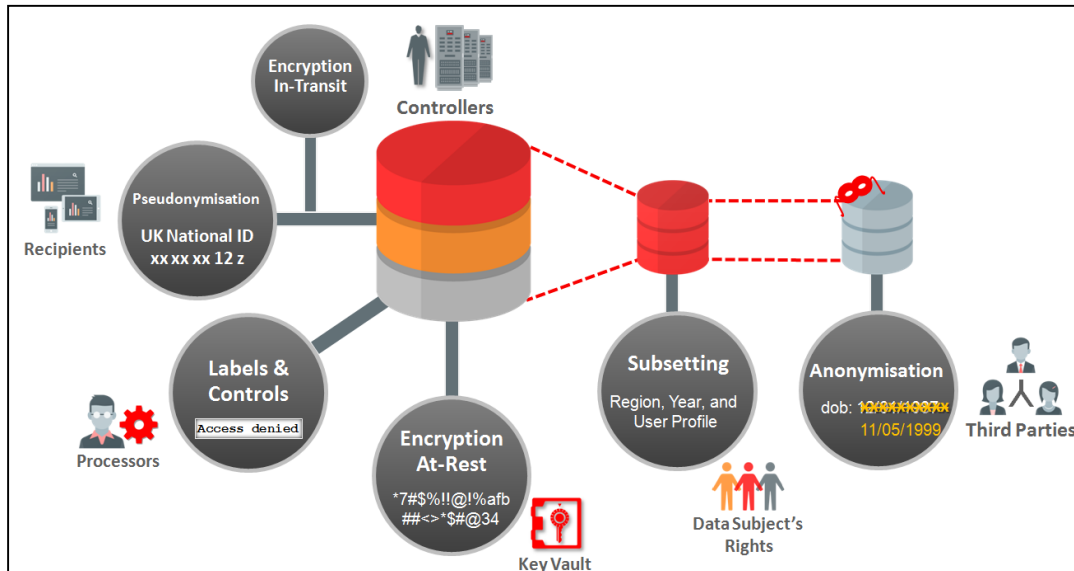 Encryption
In-Transit
Controllers
Pseudonymisation
UK National ID
xx xx xx 12 z
Recipients
Labels &
Controls
Access denied
Processors
Encryption
At-Rest
*7#$%!!@!%afb
##<>*$#@34
Key Vault
Subsetting
Region, Year, and
User Profile
Data Subject's
Rights
Anonymisation
dob:
11/05/1999
Third Parties